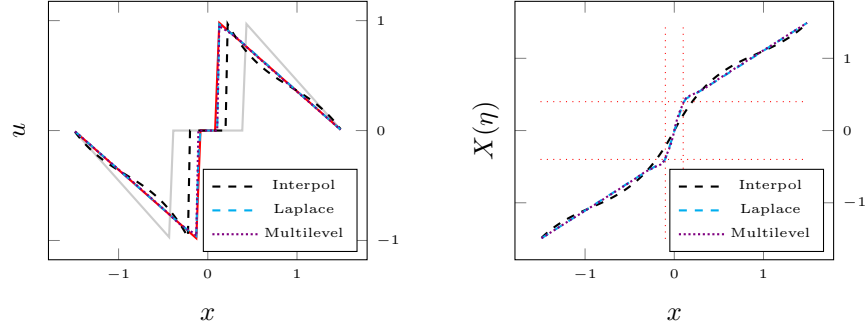 1
0
−1
u
−1
0
1
x
Interpol
Laplace
Multilevel
1
0
−1
X(η)
−1
0
1
x
Interpol
Laplace
Multilevel